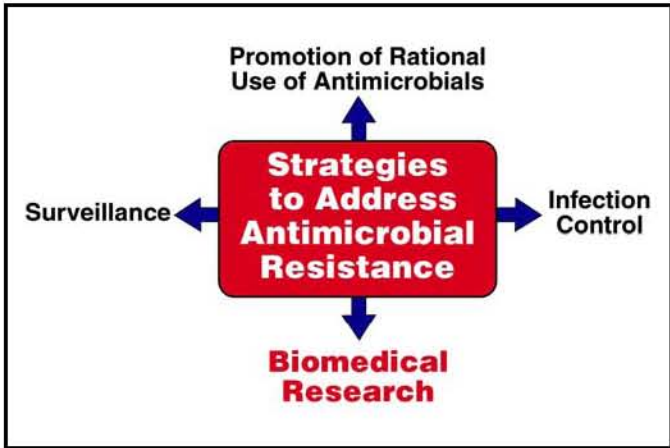 Promotion of Rational
Use of Antimicrobials
Strategies
to Address
Antimicrobial
Resistance
Surveillance
Infection
Control
Biomedical
Research